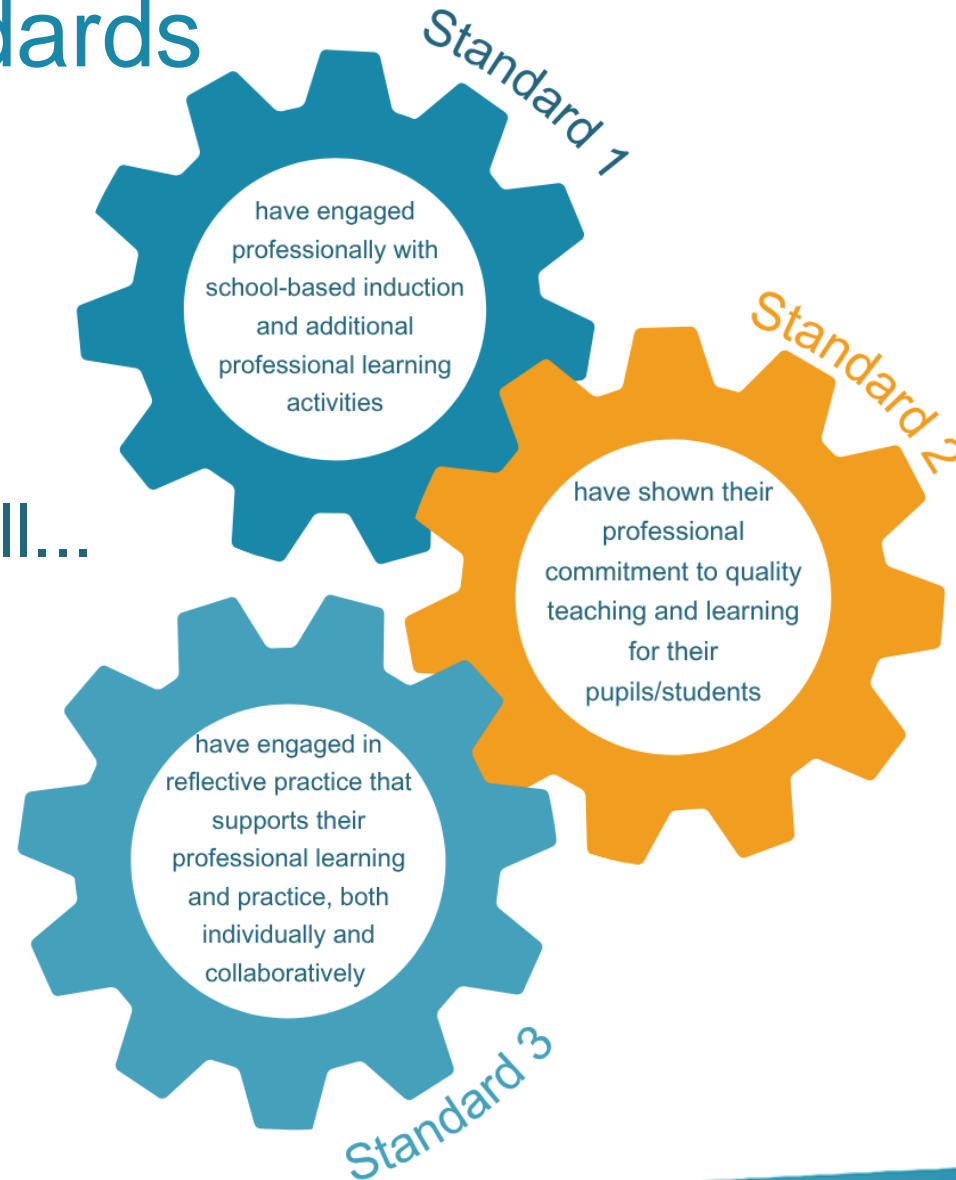 dards
Standard 1
have engaged
professionally with
school-based induction
and additional
professional learning
activities
Standard 2
have shown their
professional
commitment to quality
teaching and learning
for their
pupils/students
ll...
have engaged in
reflective practice that
supports their
professional learning
and practice, both
individually and
collaboratively
Standard 3